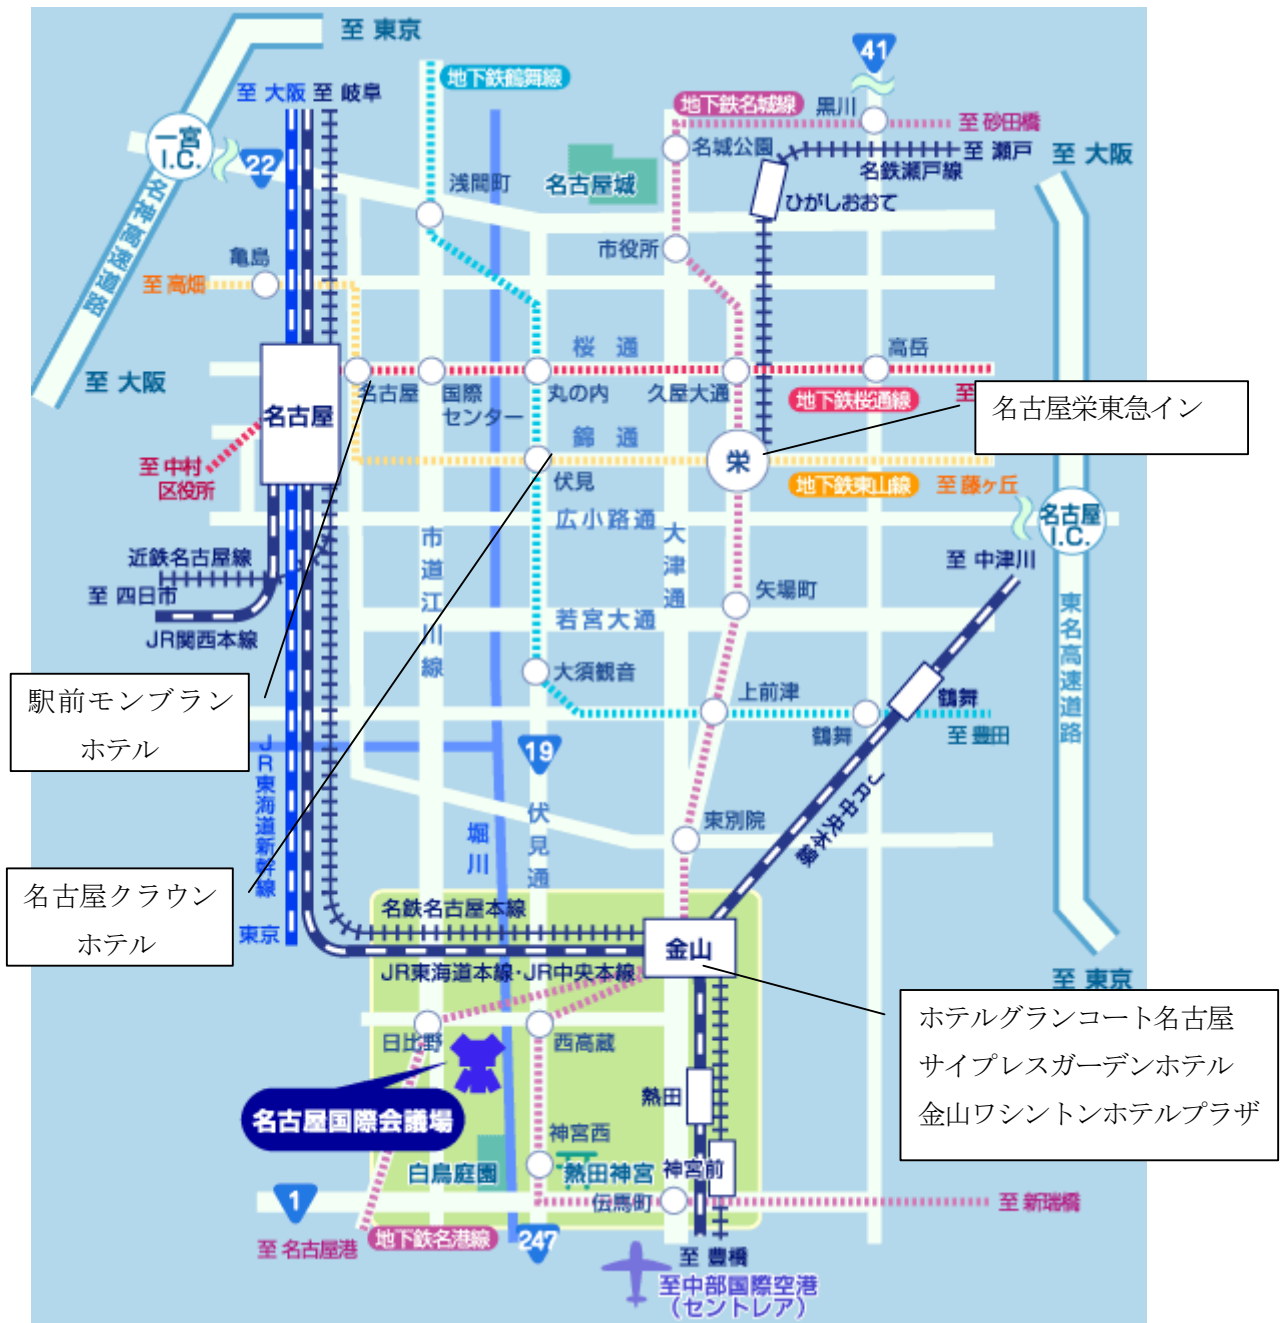 至 東京
41
至 大阪
至 岐阜
地下鉄鶴舞線
地下鉄名城線
黒川
至 砂田橋
一宮
I.C.
22
名城公園
至 瀬戸
名鉄瀬戸線
至 大阪
浅間町
名古屋城
ひがしおおて
名神高速道路
亀島
市役所
至 高畑
桜 通
高岳
至 大阪
名古屋
国際
センター
丸の内
久屋大通
地下鉄桜通線
至
名古屋栄東急イン
名古屋
錦 通
栄
至 中村
区役所
伏見
地下鉄東山線
至 藤ヶ丘
広小路通
名古屋
I.C.
市道江川線
大津通
近鉄名古屋線
至 中津川
至 四日市
矢場町
JR関西本線
若宮大通
東名高速道路
大須観音
駅前モンブラン
ホテル
上前津
鶴舞
鶴舞
至 豊田
JR東海道新幹線
19
JR中央本線
伏見通
堀川
東別院
名古屋クラウン
ホテル
名鉄名古屋本線
東京
金山
JR東海道本線・JR中央本線
至 東京
ホテルグランコート名古屋
サイプレスガーデンホテル
金山ワシントンホテルプラザ
日比野
西高蔵
熱田
名古屋国際会議場
神宮西
白鳥庭園
熱田神宮
神宮前
1
伝馬町
至 新瑞橋
至 名古屋港
地下鉄名港線
247
至 豊橋
至中部国際空港
(セントレア)